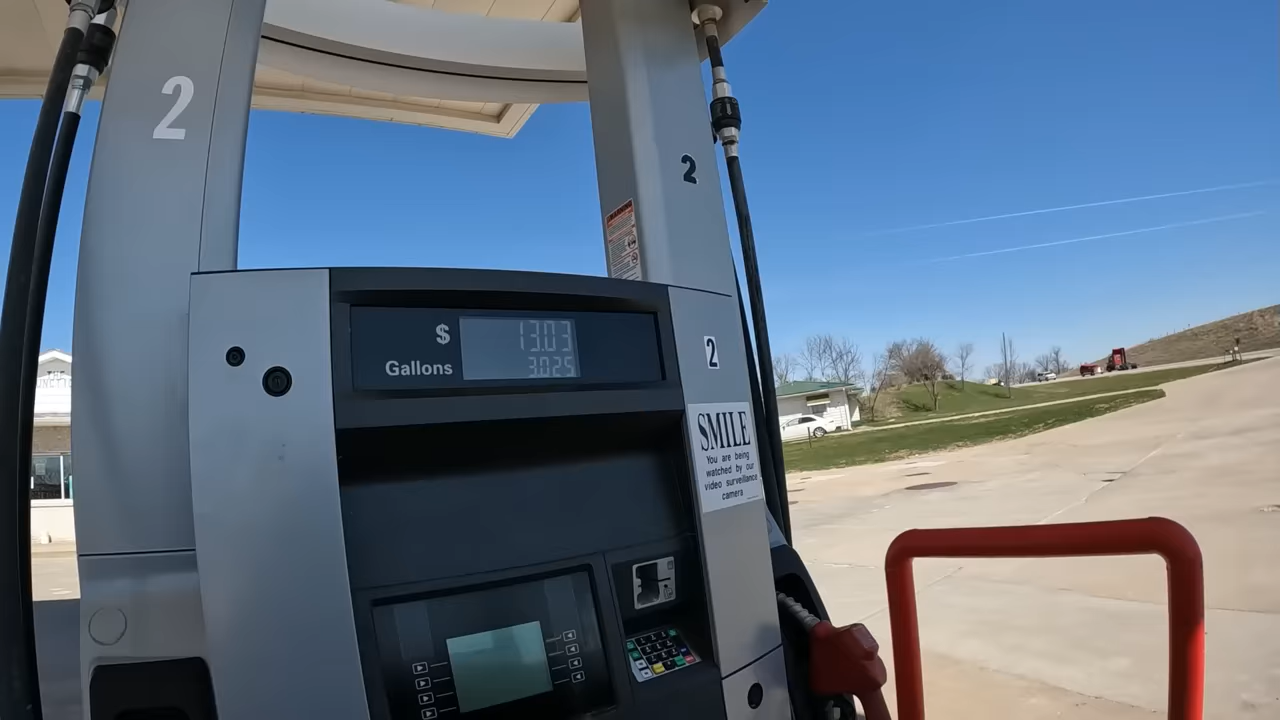 2
2
$ 13.03
Gallons 3.025
2
SMILE
You are being
watched by our
video surveillance
camera